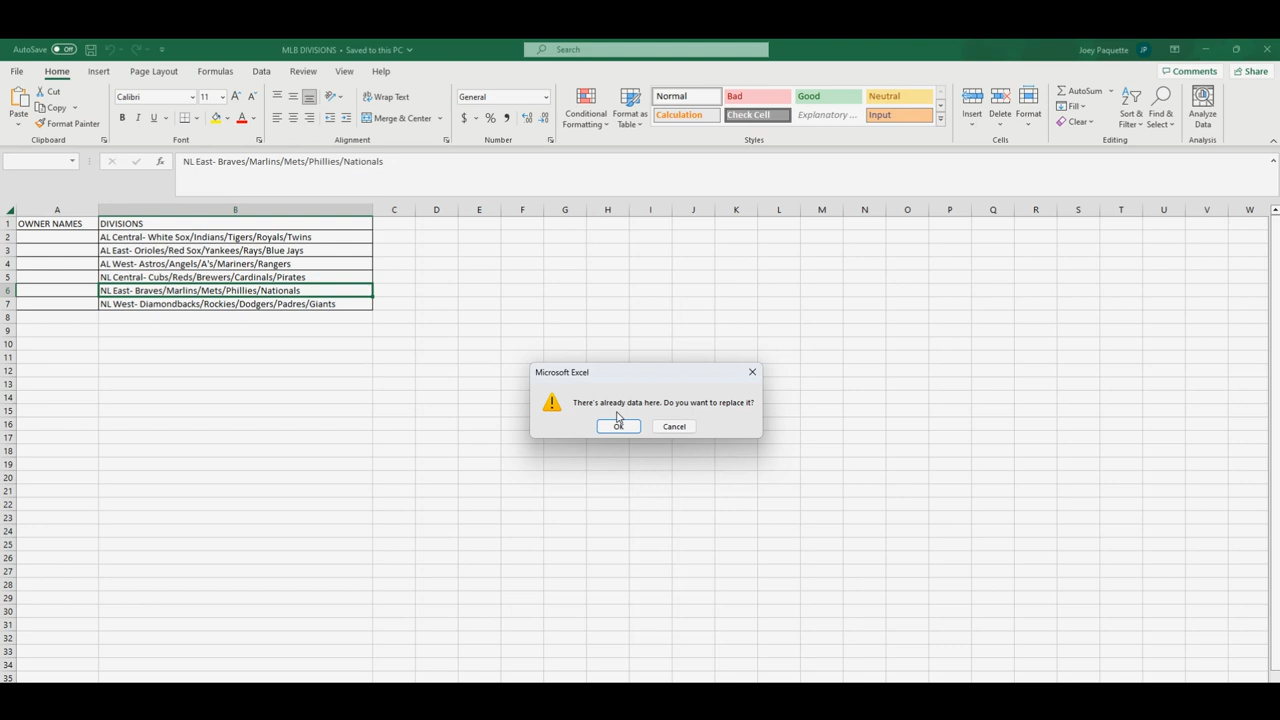 AutoSave Off MLB DIVISIONS • Saved to this PC Search Joey Paquette JP
File Home Insert Page Layout Formulas Data Review View Help Comments Share
Paste Cut Copy Format Painter Clipboard
Calibri 11 A A B I U A Font
Wrap Text Merge & Center Alignment
General $ % Number
Conditional Formatting Format as Table
Normal Bad Good Neutral
Calculation Check Cell Explanatory ... Input
Styles
Insert Delete Format Cells
AutoSum Fill Clear Sort & Filter Find & Select Editing
Analyze Data Analysis
fx NL East- Braves/Marlins/Mets/Phillies/Nationals
A B C D E F G H I J K L M N O P Q R S T U V W
1 OWNER NAMES DIVISIONS
2 AL Central- White Sox/Indians/Tigers/Royals/Twins
3 AL East- Orioles/Red Sox/Yankees/Rays/Blue Jays
4 AL West- Astros/Angels/A's/Mariners/Rangers
5 NL Central- Cubs/Reds/Brewers/Cardinals/Pirates
6 NL East- Braves/Marlins/Mets/Phillies/Nationals
7 NL West- Diamondbacks/Rockies/Dodgers/Padres/Giants
8
9
10
11
12
13
14
15
16
17
18
19
20
21
22
23
24
25
26
27
28
29
30
31
32
33
34
35
Microsoft Excel
There's already data here. Do you want to replace it?
OK Cancel